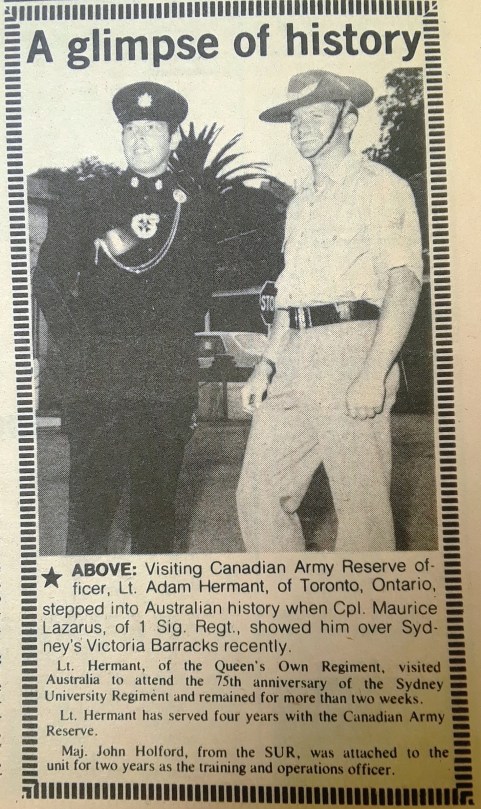 A glimpse of history
STO
★ ABOVE: Visiting Canadian Army Reserve of-
ficer, Lt. Adam Hermant, of Toronto, Ontario,
stepped into Australian history when Cpl. Maurice
Lazarus, of 1 Sig. Regt., showed him over Syd-
ney's Victoria Barracks recently.
Lt. Hermant, of the Queen's Own Regiment, visited
Australia to attend the 75th anniversary of the Sydney
University Regiment and remained for more than two weeks.
Lt. Hermant has served four years with the Canadian Army
Reserve.
Maj. John Holford, from the SUR, was attached to the
unit for two years as the training and operations officer.